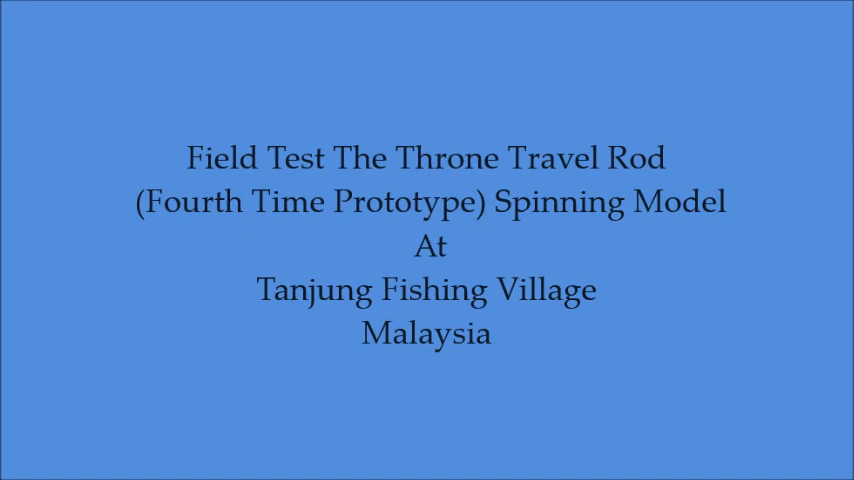 Field Test The Throne Travel Rod
(Fourth Time Prototype) Spinning Model
At
Tanjung Fishing Village
Malaysia